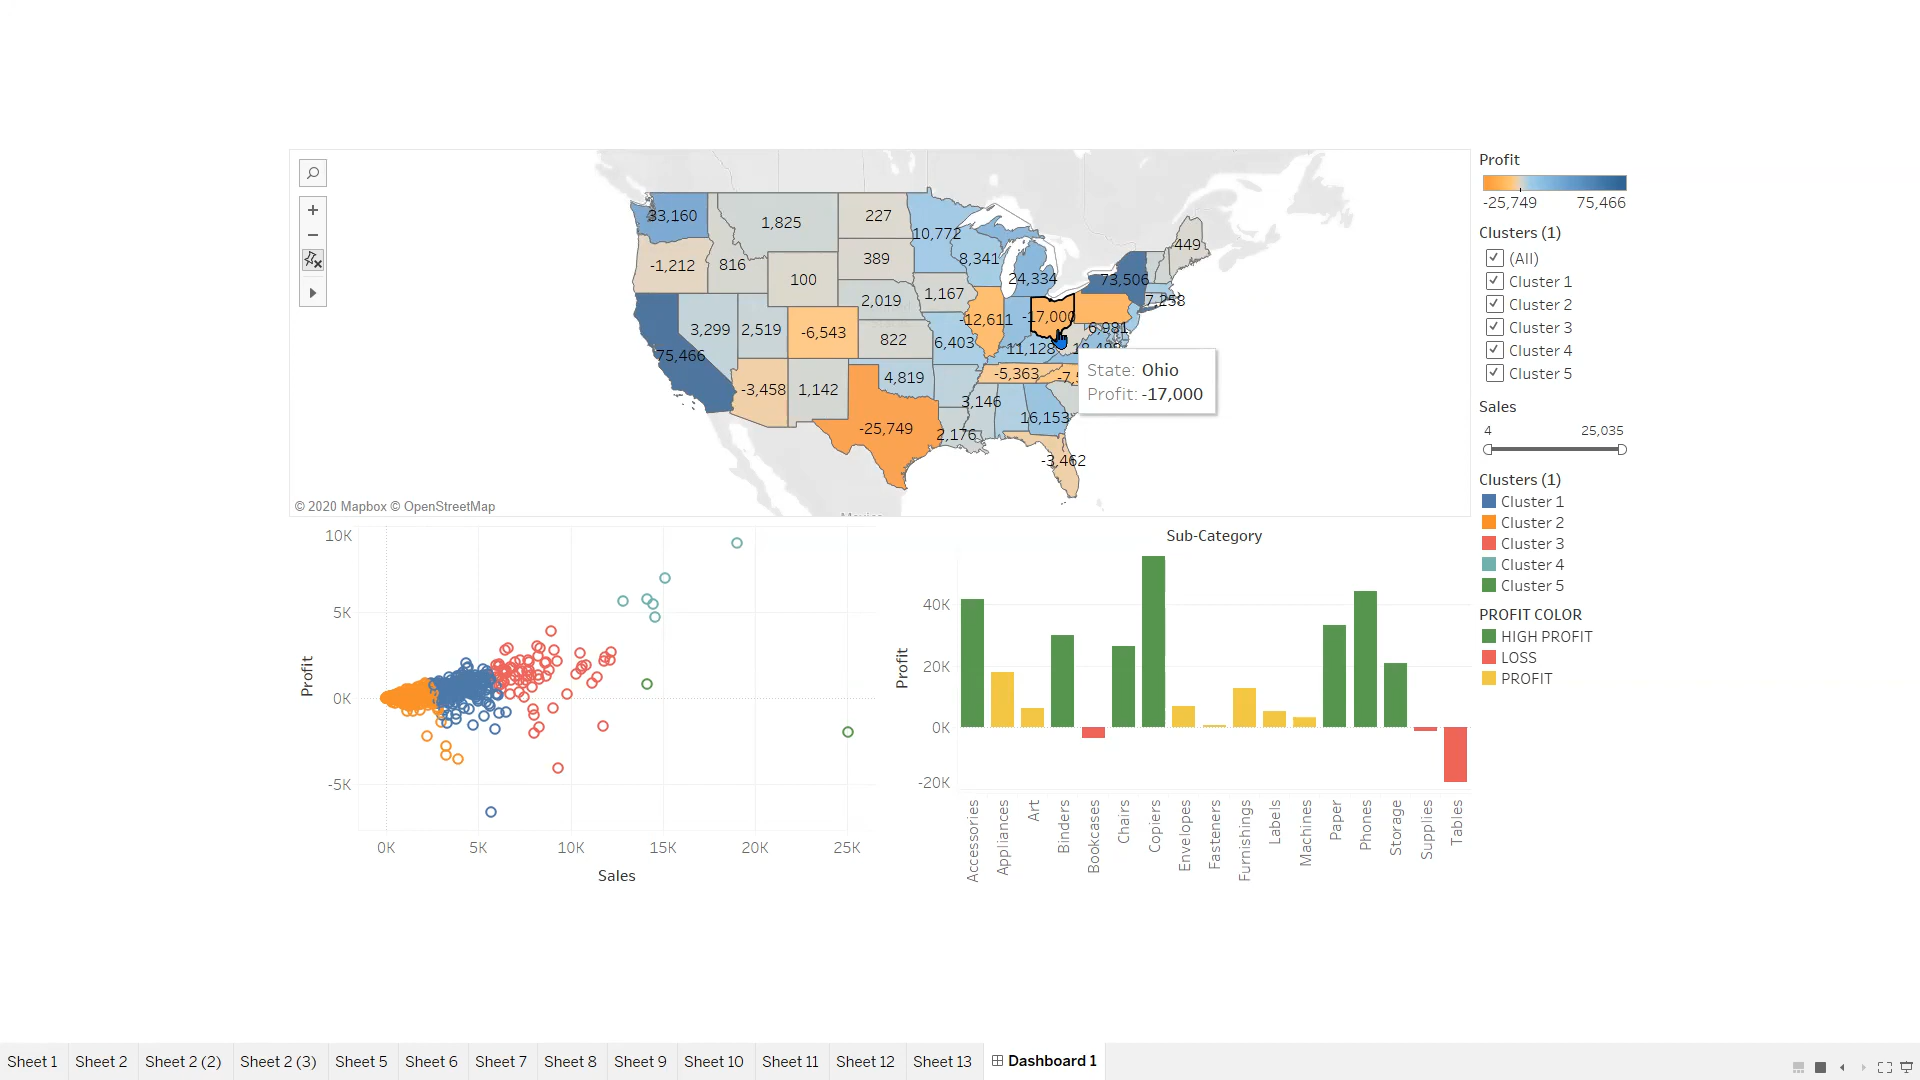 33,160
1,825
227
10,772
449
-1,212
816
389
8,341
100
24,334
73,506
2,019
1,167
7,258
3,299
2,519
-6,543
822
-12,611
-17,000
6,981
6,403
11,128
75,466
-3,458
1,142
4,819
-5,363
3,146
-25,749
2,176
16,153
-3,462
State: Ohio
Profit: -17,000
© 2020 Mapbox © OpenStreetMap
Profit
-25,749 75,466
Clusters (1)
(All)
Cluster 1
Cluster 2
Cluster 3
Cluster 4
Cluster 5
Sales
4 25,035
Clusters (1)
Cluster 1
Cluster 2
Cluster 3
Cluster 4
Cluster 5
PROFIT COLOR
HIGH PROFIT
LOSS
PROFIT
10K
5K
0K
-5K
Profit
0K 5K 10K 15K 20K 25K
Sales
Sub-Category
40K
20K
0K
-20K
Profit
Accessories
Appliances
Art
Binders
Bookcases
Chairs
Copiers
Envelopes
Fasteners
Furnishings
Labels
Machines
Paper
Phones
Storage
Supplies
Tables
Sheet 1 Sheet 2 Sheet 2 (2) Sheet 2 (3) Sheet 5 Sheet 6 Sheet 7 Sheet 8 Sheet 9 Sheet 10 Sheet 11 Sheet 12 Sheet 13 Dashboard 1